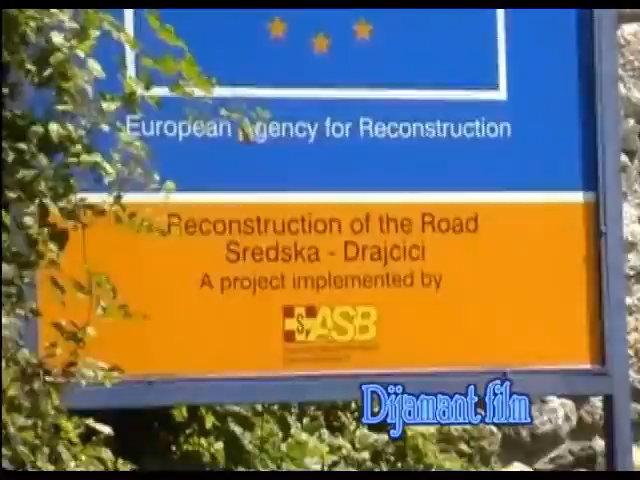 European Agency for Reconstruction
Reconstruction of the Road
Sredska - Drajcici
A project implemented by
ASB
Dijamant film